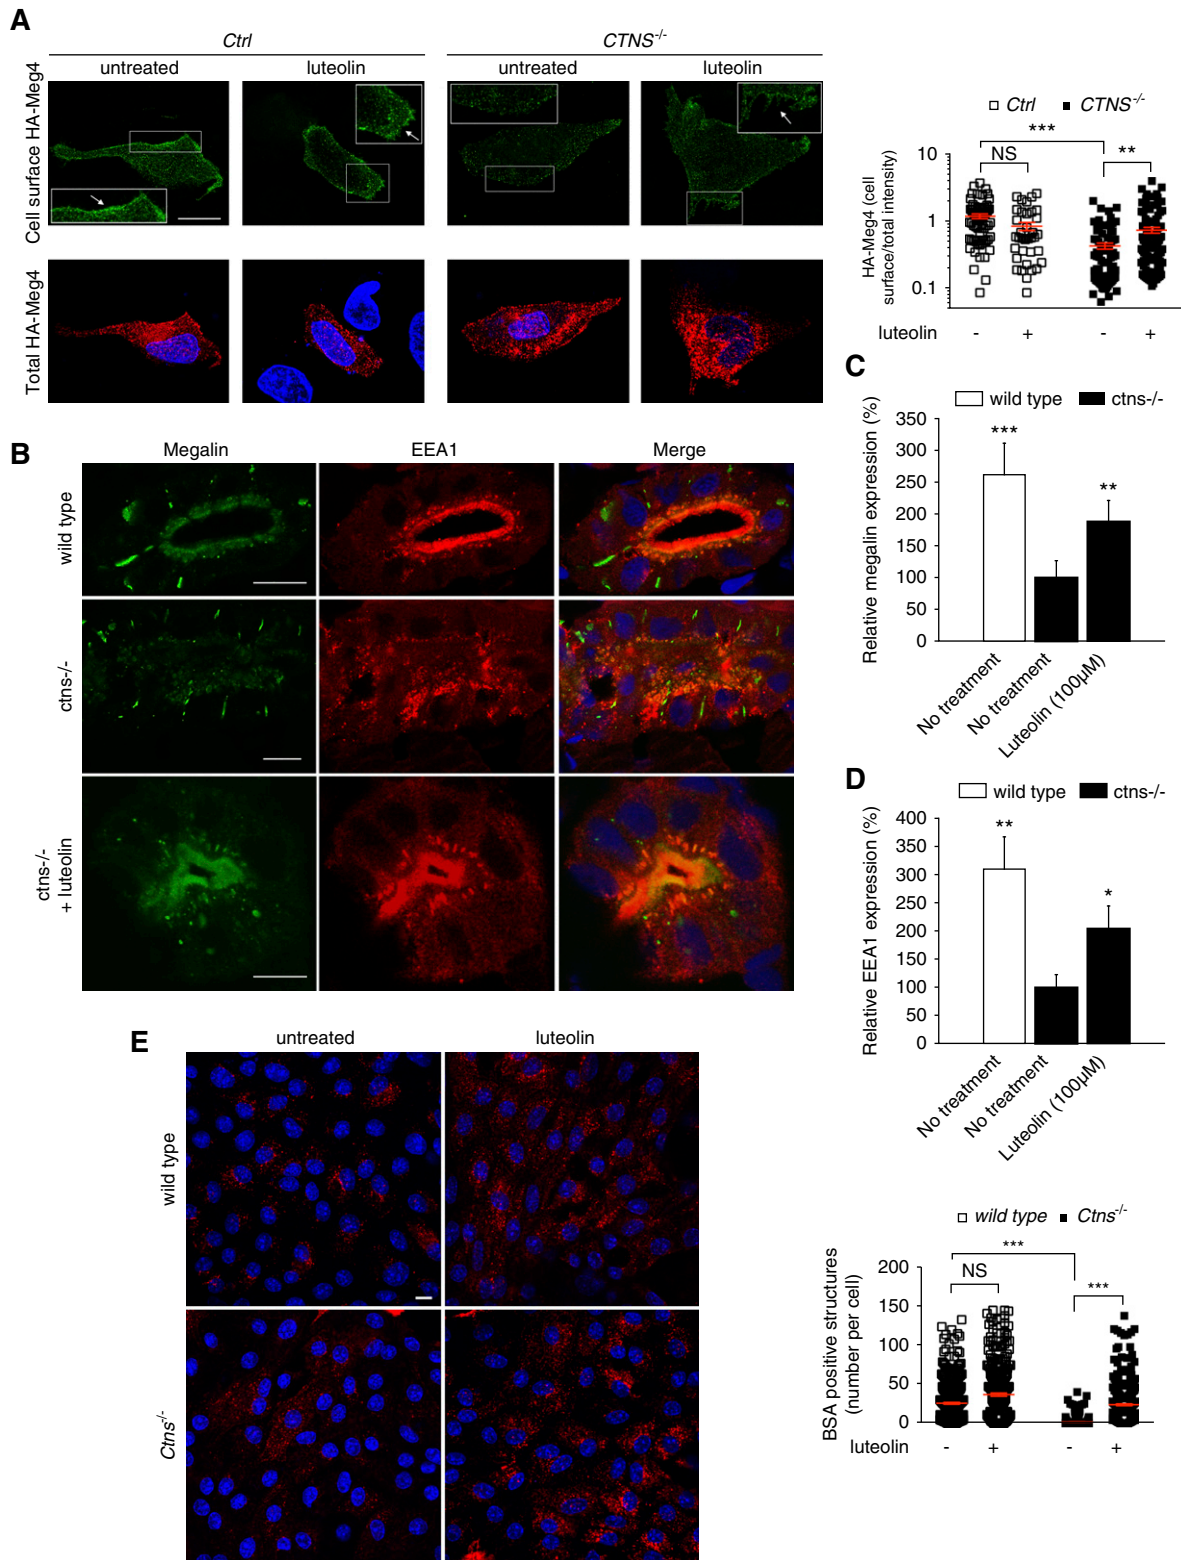 A
Ctrl
CTNS-/-
untreated
luteolin
untreated
luteolin
Cell surface HA-Meg4
Total HA-Meg4
Ctrl
CTNS-/-
***
NS
**
HA-Meg4 (cell
surface/total intensity)
10
1
0.1
luteolin
-
+
-
+
B
Megalin
EEA1
Merge
wild type
ctns-/-
ctns-/-
+ luteolin
C
wild type
ctns-/-
Relative megalin expression (%)
350
300
250
200
150
100
50
0
***
**
No treatment
No treatment
Luteolin (100µM)
D
wild type
ctns-/-
Relative EEA1 expression (%)
400
350
300
250
200
150
100
50
0
**
*
No treatment
No treatment
Luteolin (100µM)
E
untreated
luteolin
wild type
Ctns-/-
wild type
Ctns-/-
***
NS
***
BSA positive structures
(number per cell)
200
150
100
50
0
luteolin
-
+
-
+